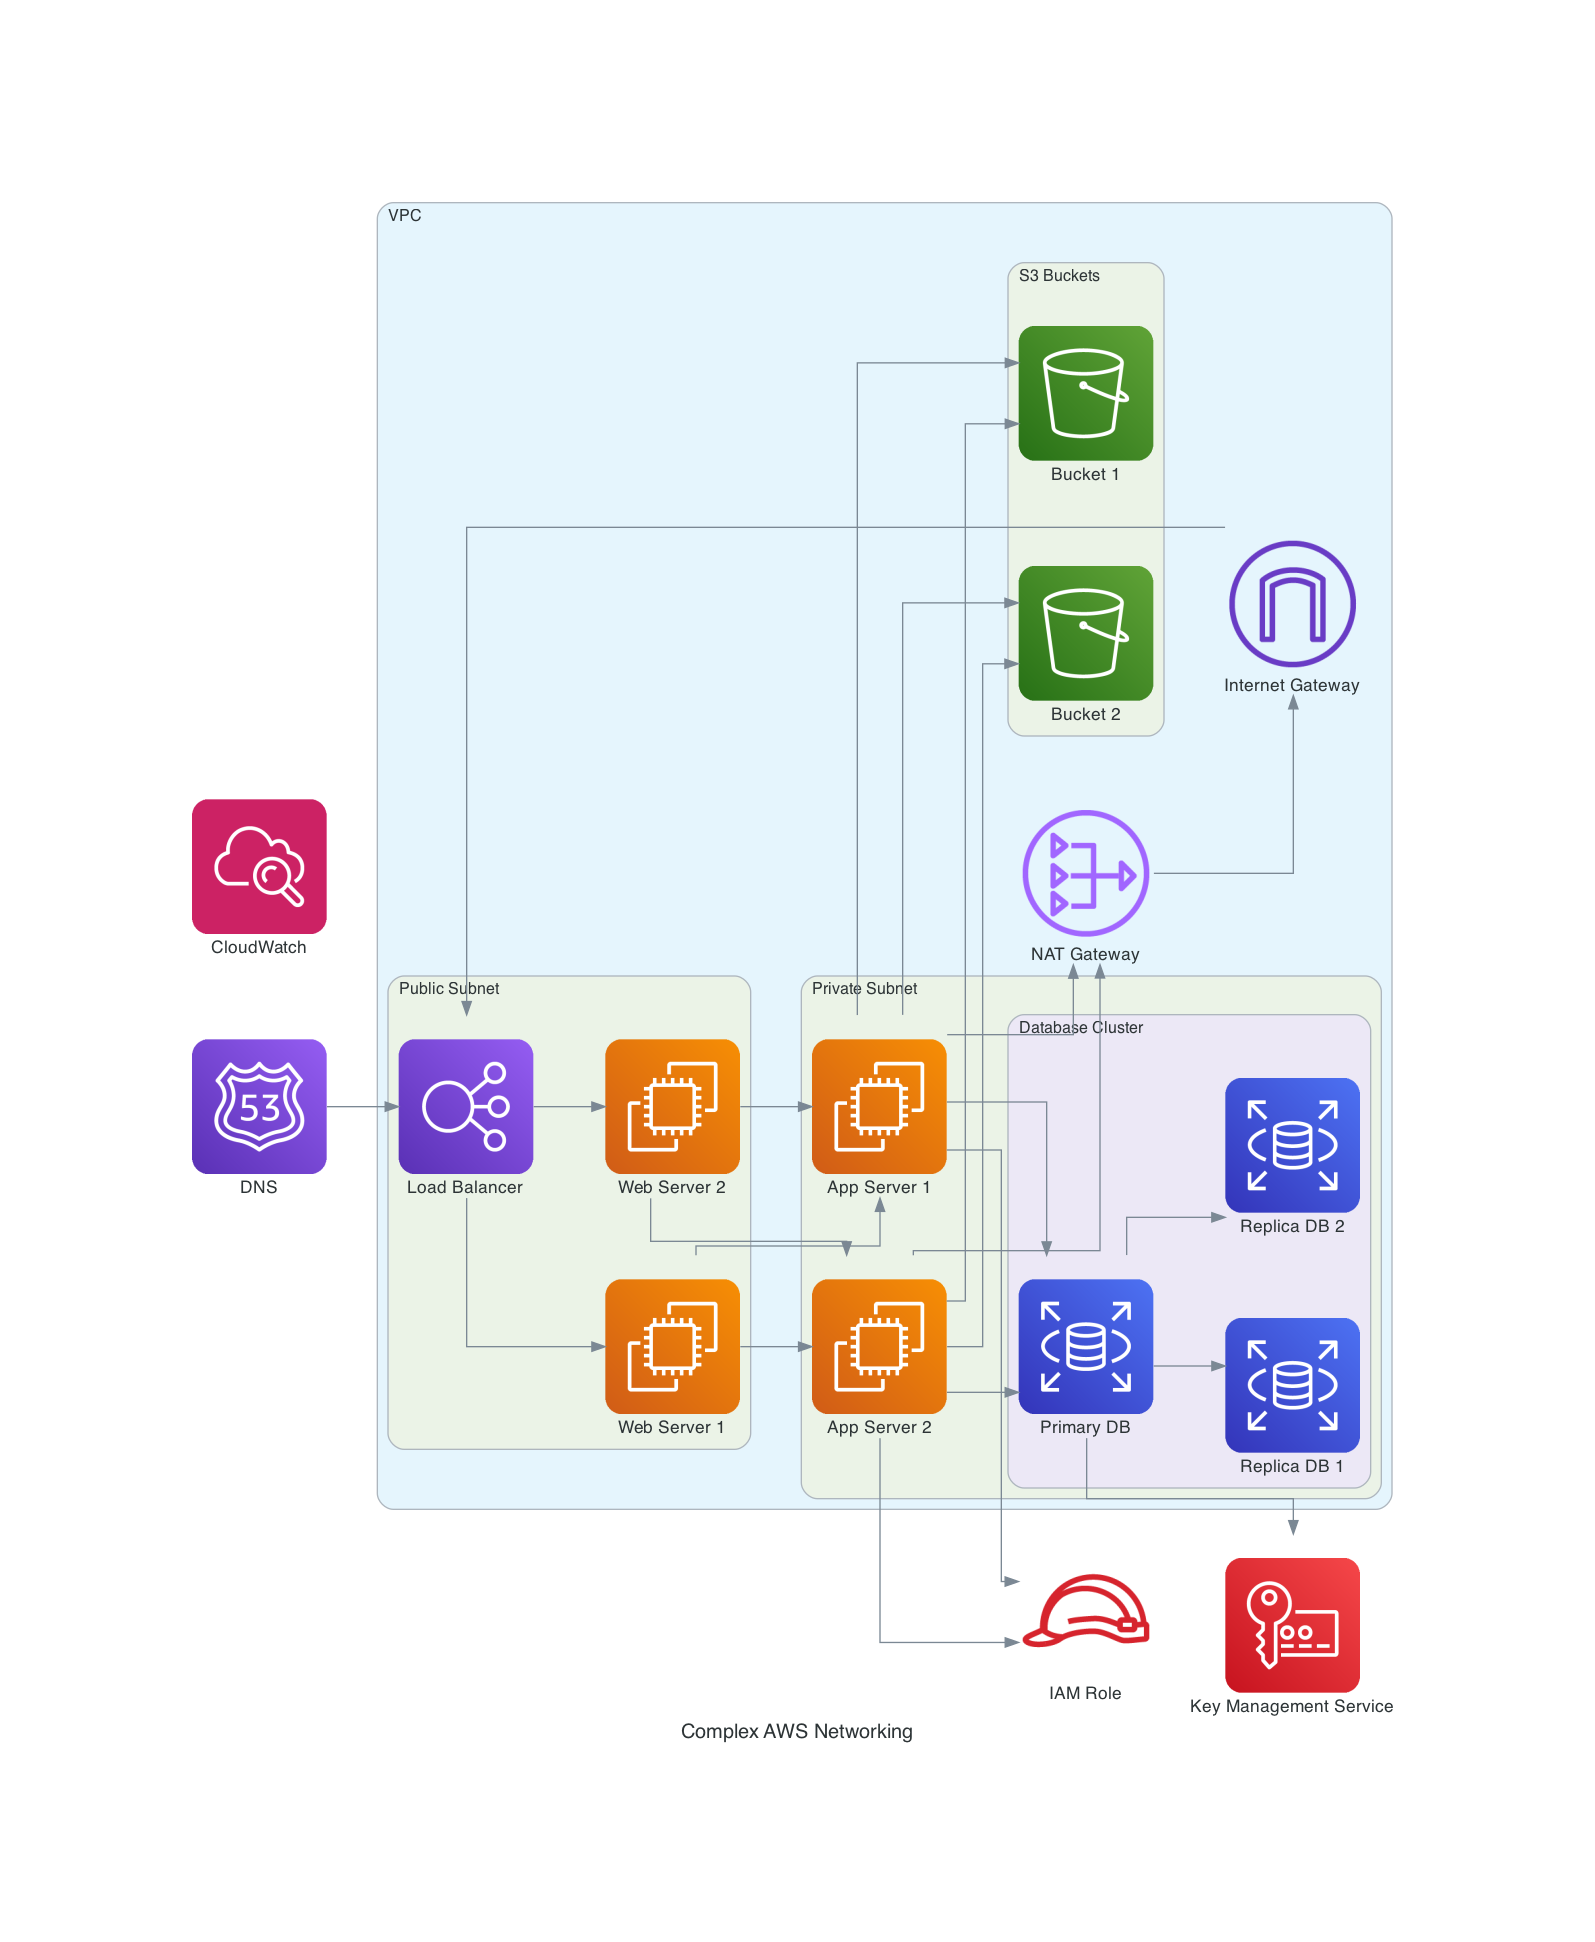 VPC
S3 Buckets
Bucket 1
Bucket 2
Internet Gateway
CloudWatch
NAT Gateway
Public Subnet
Private Subnet
Database Cluster
53
DNS
Load Balancer
Web Server 2
App Server 1
Replica DB 2
Web Server 1
App Server 2
Primary DB
Replica DB 1
IAM Role
Key Management Service
Complex AWS Networking